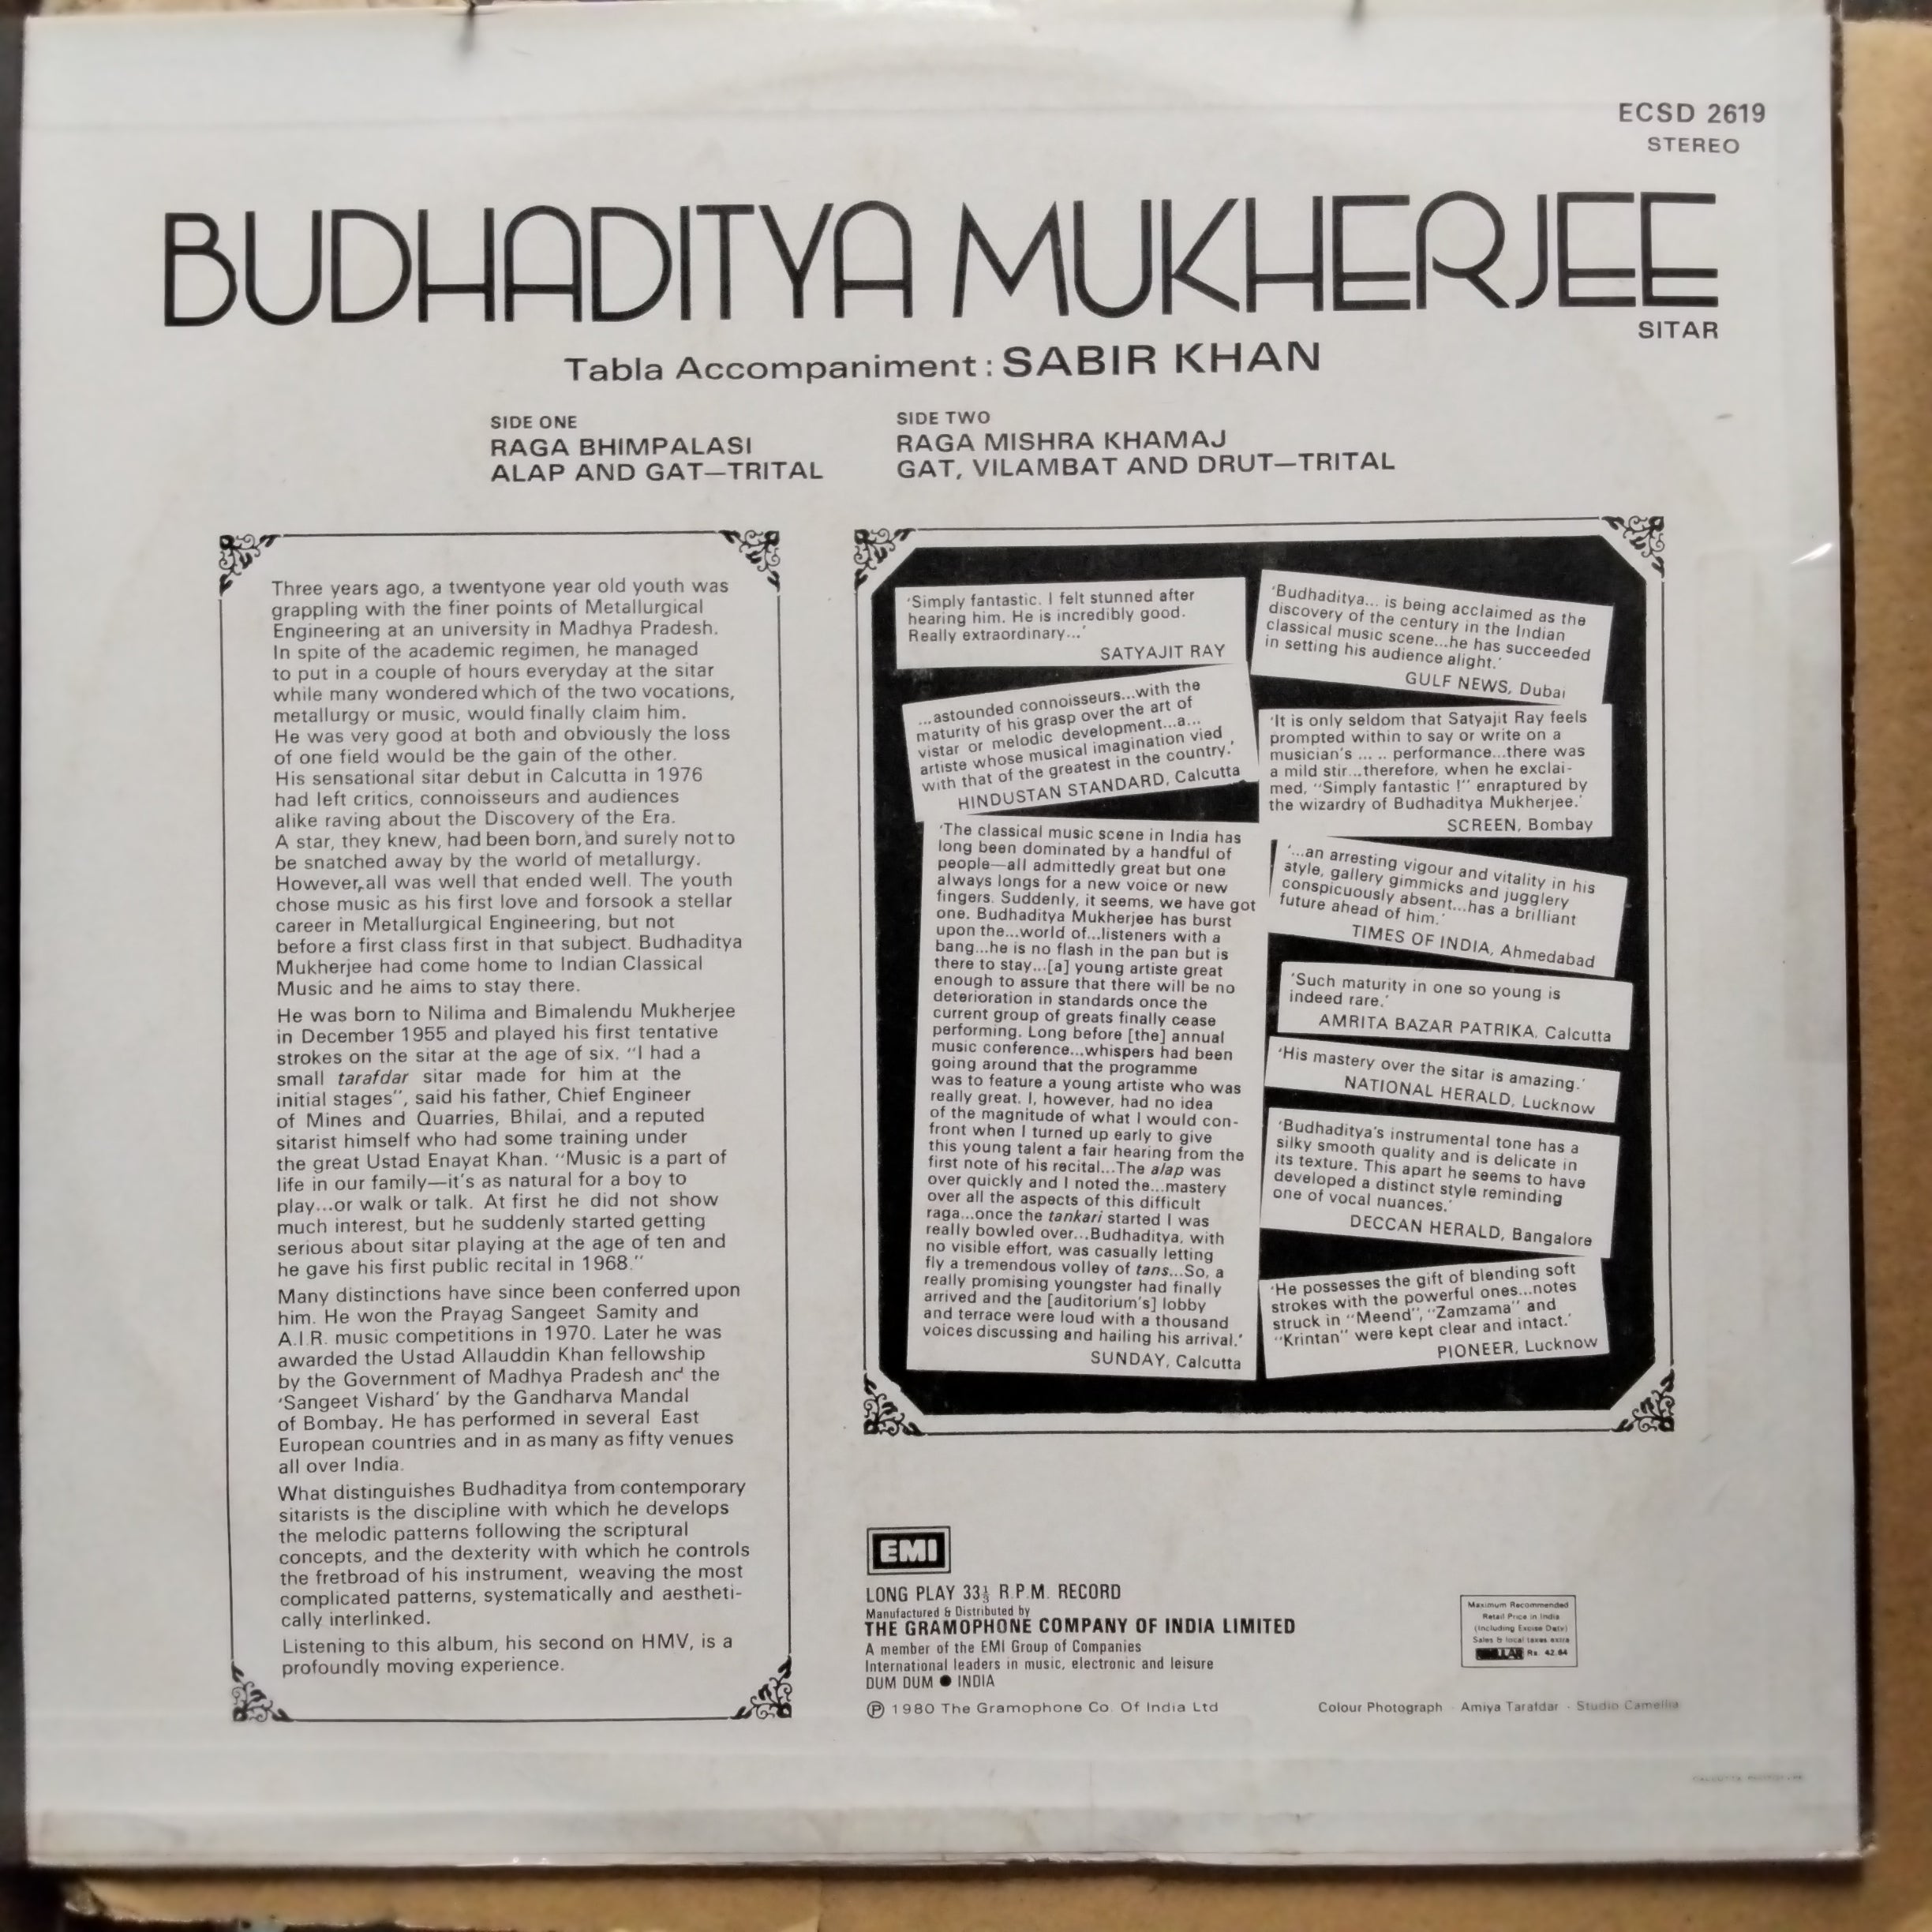 ECSD 2619
STEREO
BUDHADITYA MUKHERJEE
SITAR
Tabla Accompaniment : SABIR KHAN
SIDE ONE
RAGA BHIMPALASI
ALAP AND GAT—TRITAL
SIDE TWO
RAGA MISHRA KHAMAJ
GAT, VILAMBAT AND DRUT—TRITAL
Three years ago, a twentyone year old youth was
grappling with the finer points of Metallurgical
Engineering at an university in Madhya Pradesh.
In spite of the academic regimen, he managed
to put in a couple of hours everyday at the sitar
while many wondered which of the two vocations,
metallurgy or music, would finally claim him.
He was very good at both and obviously the loss
of one field would be the gain of the other.
His sensational sitar debut in Calcutta in 1976
had left critics, connoisseurs and audiences
alike raving about the Discovery of the Era.
A star, they knew, had been born, and surely not to
be snatched away by the world of metallurgy.
However, all was well that ended well. The youth
chose music as his first love and forsook a stellar
career in Metallurgical Engineering, but not
before a first class first in that subject. Budhaditya
Mukherjee had come home to Indian Classical
Music and he aims to stay there.
He was born to Nilima and Bimalendu Mukherjee
in December 1955 and played his first tentative
strokes on the sitar at the age of six. "I had a
small tarafdar sitar made for him at the
initial stages", said his father, Chief Engineer
of Mines and Quarries, Bhilai, and a reputed
sitarist himself who had some training under
the great Ustad Enayat Khan. "Music is a part of
life in our family—it's as natural for a boy to
play...or walk or talk. At first he did not show
much interest, but he suddenly started getting
serious about sitar playing at the age of ten and
he gave his first public recital in 1968."
Many distinctions have since been conferred upon
him. He won the Prayag Sangeet Samity and
A.I.R. music competitions in 1970. Later he was
awarded the Ustad Allauddin Khan fellowship
by the Government of Madhya Pradesh and the
'Sangeet Vishard' by the Gandharva Mandal
of Bombay. He has performed in several East
European countries and in as many as fifty venues
all over India.
What distinguishes Budhaditya from contemporary
sitarists is the discipline with which he develops
the melodic patterns following the scriptural
concepts, and the dexterity with which he controls
the fretbroad of his instrument, weaving the most
complicated patterns, systematically and aestheti-
cally interlinked.
Listening to this album, his second on HMV, is a
profoundly moving experience.
'Simply fantastic. I felt stunned after
hearing him. He is incredibly good.
Really extraordinary...'
SATYAJIT RAY
...astounded connoisseurs...with the
maturity of his grasp over the art of
vistar or melodic development...a...
artiste whose musical imagination vied
with that of the greatest in the country.'
HINDUSTAN STANDARD, Calcutta
'The classical music scene in India has
long been dominated by a handful of
people—all admittedly great but one
always longs for a new voice or new
fingers. Suddenly, it seems, we have got
one. Budhaditya Mukherjee has burst
upon the...world of...listeners with a
bang...he is no flash in the pan but is
there to stay...[a] young artiste great
enough to assure that there will be no
deterioration in standards once the
current group of greats finally cease
performing. Long before [the] annual
music conference...whispers had been
going around that the programme
was to feature a young artiste who was
really great. I, however, had no idea
of the magnitude of what I would con-
front when I turned up early to give
this young talent a fair hearing from the
first note of his recital...The alap was
over quickly and I noted the...mastery
over all the aspects of this difficult
raga...once the tankari started I was
really bowled over...Budhaditya, with
no visible effort, was casually letting
fly a tremendous volley of tans...So, a
really promising youngster had finally
arrived and the [auditorium's] lobby
and terrace were loud with a thousand
voices discussing and hailing his arrival.'
SUNDAY, Calcutta
'Budhaditya... is being acclaimed as the
discovery of the century in the Indian
classical music scene...he has succeeded
in setting his audience alight.'
GULF NEWS, Dubai
'It is only seldom that Satyajit Ray feels
prompted within to say or write on a
musician's ... .. performance...there was
a mild stir...therefore, when he exclai-
med, "Simply fantastic !" enraptured by
the wizardry of Budhaditya Mukherjee.'
SCREEN, Bombay
'...an arresting vigour and vitality in his
style, gallery gimmicks and jugglery
conspicuously absent...has a brilliant
future ahead of him.'
TIMES OF INDIA, Ahmedabad
'Such maturity in one so young is
indeed rare.'
AMRITA BAZAR PATRIKA, Calcutta
'His mastery over the sitar is amazing.'
NATIONAL HERALD, Lucknow
'Budhaditya's instrumental tone has a
silky smooth quality and is delicate in
its texture. This apart he seems to have
developed a distinct style reminding
one of vocal nuances.'
DECCAN HERALD, Bangalore
'He possesses the gift of blending soft
strokes with the powerful ones...notes
struck in "Meend", "Zamzama" and
"Krintan" were kept clear and intact.'
PIONEER, Lucknow
EMI
LONG PLAY 33⅓ R.P.M. RECORD
Manufactured & Distributed by
THE GRAMOPHONE COMPANY OF INDIA LIMITED
A member of the EMI Group of Companies
International leaders in music, electronic and leisure
DUM DUM ● INDIA
℗ 1980 The Gramophone Co. Of India Ltd
Maximum Recommended
Retail Price in India
(Including Excise Duty)
Sales & local taxes extra
Rs. 42.64
Colour Photograph - Amiya Tarafdar - Studio Camellia